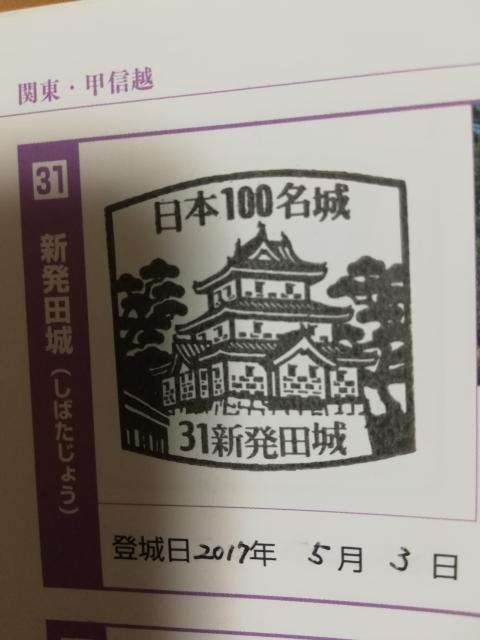 関東・甲信越
31
新発田城(しばたじょう)
日本100名城
31新発田城
登城日2017年 5月 3日